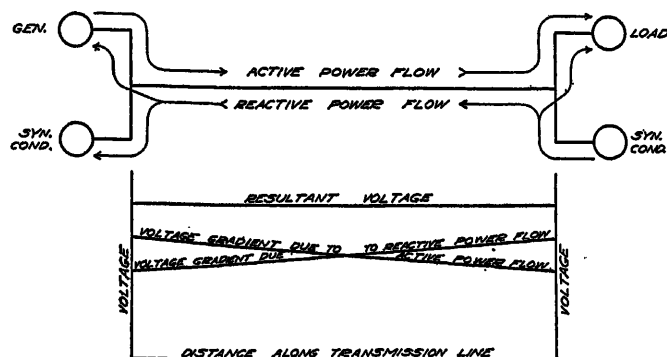 GEN.
LOAD
ACTIVE POWER FLOW
REACTIVE POWER FLOW
SYN.
COND.
SYN.
COND.
RESULTANT VOLTAGE
VOLTAGE GRADIENT DUE TO ACTIVE POWER FLOW
VOLTAGE GRADIENT DUE TO REACTIVE POWER FLOW
VOLTAGE
VOLTAGE
DISTANCE ALONG TRANSMISSION LINE